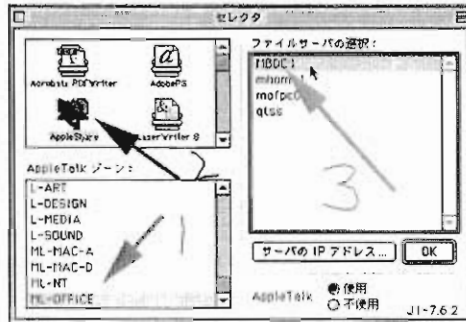 セレクタ
Acrobat® PDFWriter
AdobePS
AppleShare
LaserWriter 8
2
AppleTalk ゾーン:
L-ART
L-DESIGN
L-MEDIA
L-SOUND
ML-MAC-A
ML-MAC-D
ML-NT
ML-OFFICE
1
ファイルサーバの選択:
MBDC1
mofpc
qtss
3
サーバの IP アドレス...
OK
AppleTalk
使用
不使用
J1-7.6.2